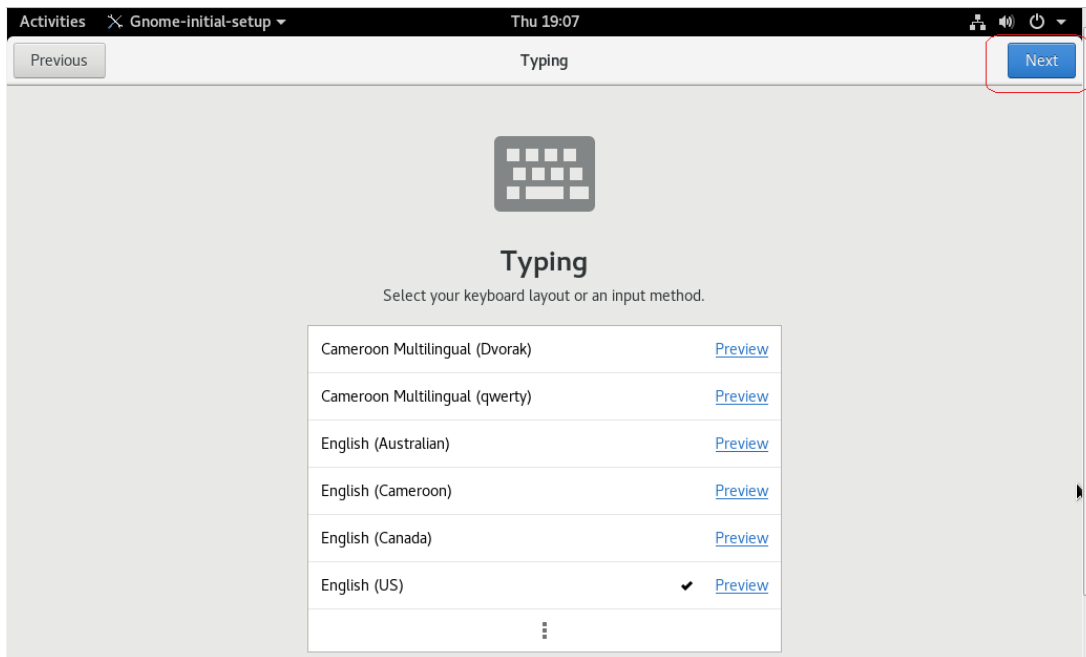 Activities Gnome-initial-setup Thu 19:07
Previous Typing Next
Typing
Select your keyboard layout or an input method.
Cameroon Multilingual (Dvorak) Preview
Cameroon Multilingual (qwerty) Preview
English (Australian) Preview
English (Cameroon) Preview
English (Canada) Preview
English (US) Preview